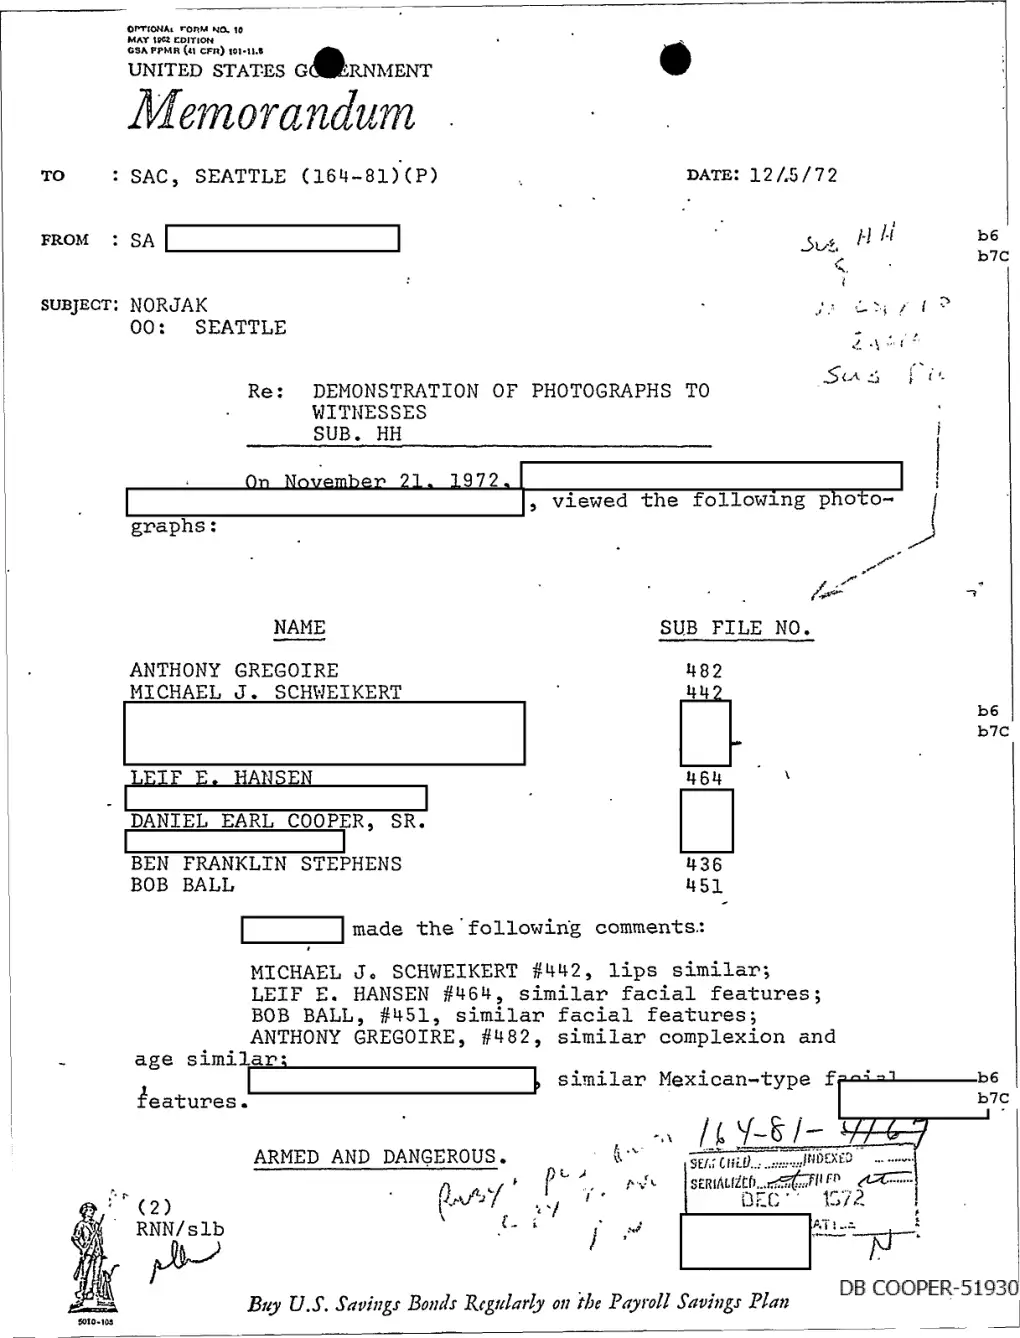 OPTIONAL FORM NO. 10
MAY 1962 EDITION
GSA FPMR (41 CFR) 101-11.6
UNITED STATES GOVERNMENT
Memorandum
TO : SAC, SEATTLE (164-81)(P) DATE: 12/5/72
FROM : SA
b6
b7C
Sub HH
SUBJECT: NORJAK
OO: SEATTLE
Sub
Re: DEMONSTRATION OF PHOTOGRAPHS TO
WITNESSES
SUB. HH
On November 21, 1972,
, viewed the following photo-
graphs:
NAME SUB FILE NO.
ANTHONY GREGOIRE 482
MICHAEL J. SCHWEIKERT 442
b6
b7C
LEIF E. HANSEN 464
DANIEL EARL COOPER, SR.
BEN FRANKLIN STEPHENS 436
BOB BALL 451
made the following comments.:
MICHAEL J. SCHWEIKERT #442, lips similar;
LEIF E. HANSEN #464, similar facial features;
BOB BALL, #451, similar facial features;
ANTHONY GREGOIRE, #482, similar complexion and
age similar;
, similar Mexican-type facial
features.
b6
b7C
164-81-4167
ARMED AND DANGEROUS.
SEARCHED INDEXED
SERIALIZED FILED
DEC 1972
(2)
RNN/slb
N
DB COOPER-51930
Buy U.S. Savings Bonds Regularly on the Payroll Savings Plan
5010-108